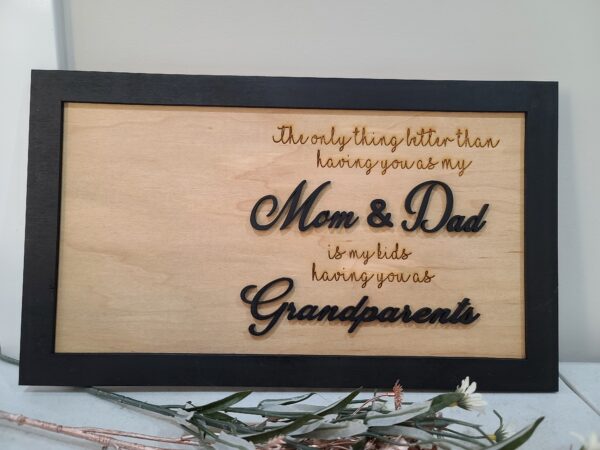 The only thing better than
having you as my
Mom & Dad
is my kids
having you as
Grandparents